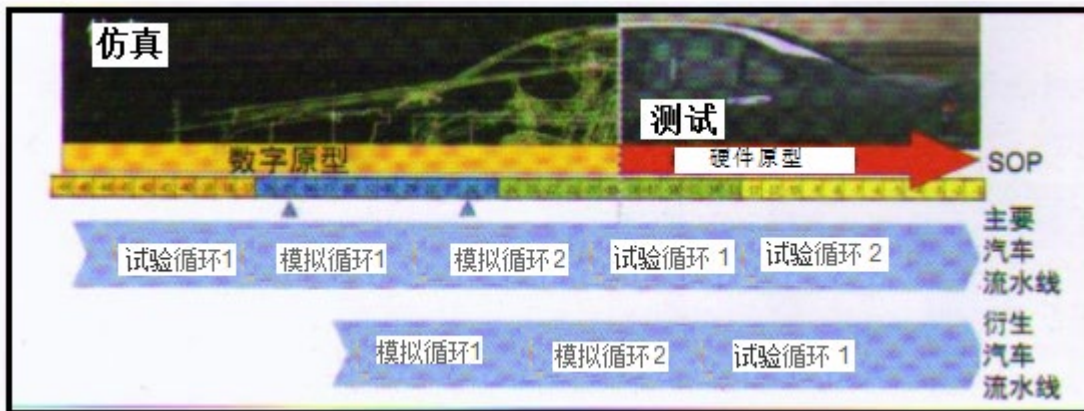 仿真
测试
数字原型
硬件原型
SOP
主要
汽车
流水线
试验循环1
模拟循环1
模拟循环2
试验循环 1
试验循环 2
衍生
汽车
流水线
模拟循环1
模拟循环2
试验循环 1